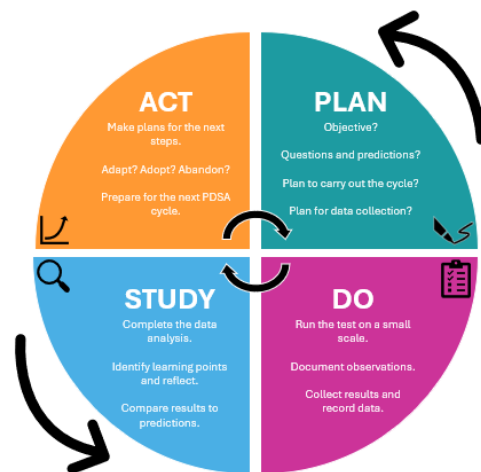 ACT
Make plans for the next
steps.
Adapt? Adopt? Abandon?
Prepare for the next PDSA
cycle.
PLAN
Objective?
Questions and predictions?
Plan to carry out the cycle?
Plan for data collection?
STUDY
Complete the data
analysis.
Identify learning points
and reflect.
Compare results to
predictions.
DO
Run the test on a small
scale.
Document observations.
Collect results and
record data.